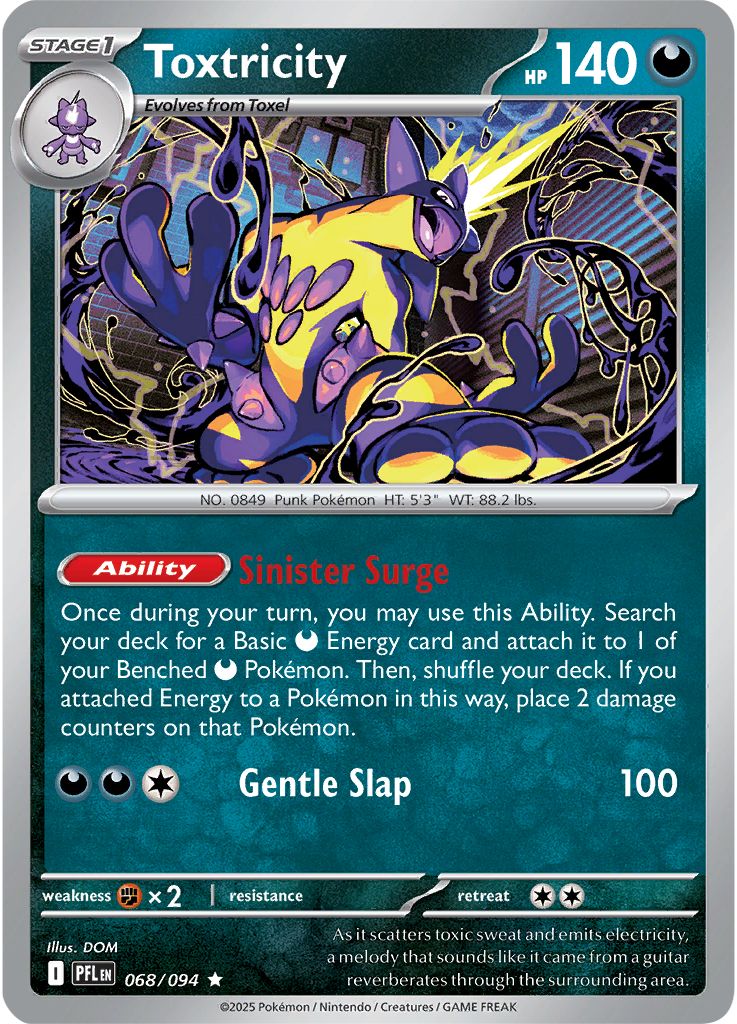 STAGE 1
Toxtricity
HP 140
Evolves from Toxel
NO. 0849 Punk Pokémon HT: 5'3" WT: 88.2 lbs.
Ability Sinister Surge
Once during your turn, you may use this Ability. Search
your deck for a Basic Energy card and attach it to 1 of
your Benched Pokémon. Then, shuffle your deck. If you
attached Energy to a Pokémon in this way, place 2 damage
counters on that Pokémon.
Gentle Slap 100
weakness ×2 resistance retreat
Illus. DOM
I PFL EN 068/094
As it scatters toxic sweat and emits electricity,
a melody that sounds like it came from a guitar
reverberates through the surrounding area.
©2025 Pokémon / Nintendo / Creatures / GAME FREAK